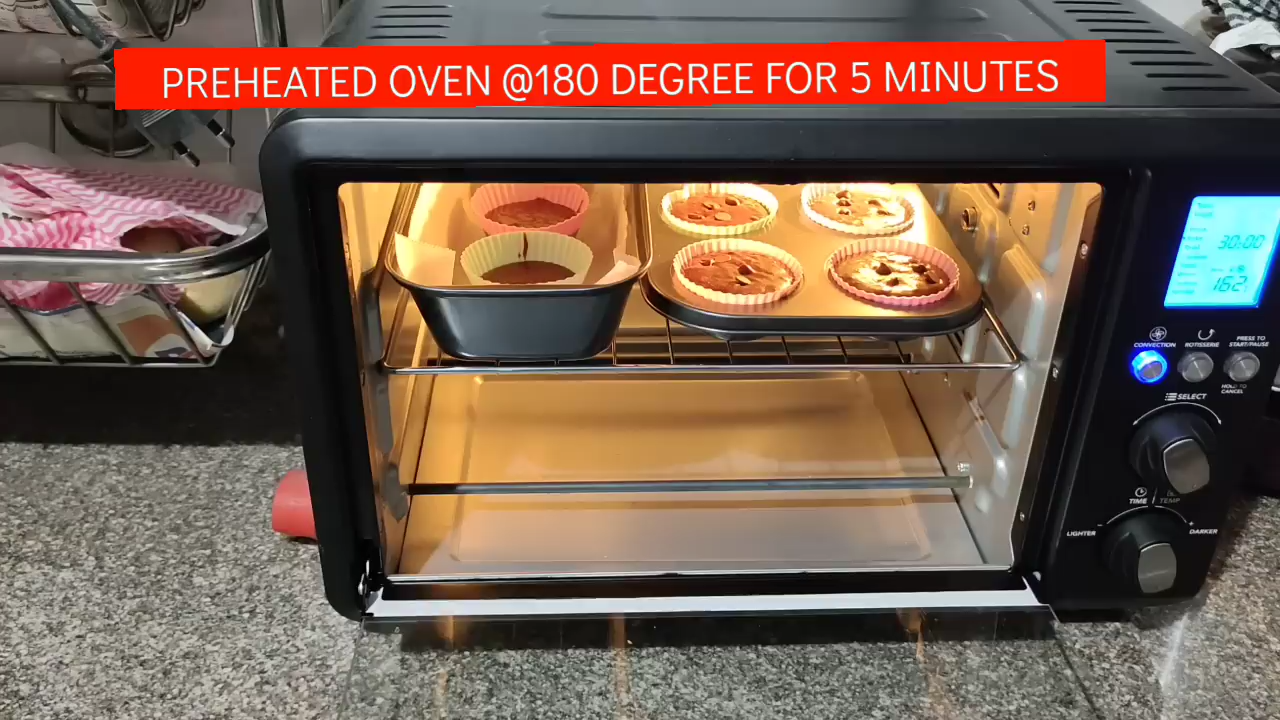 PREHEATED OVEN @180 DEGREE FOR 5 MINUTES
30:00
162
CONVECTION
ROTISSERIE
PRESS TO
START/PAUSE
HOLD TO
CANCEL
SELECT
TIME | TEMP
LIGHTER - + DARKER